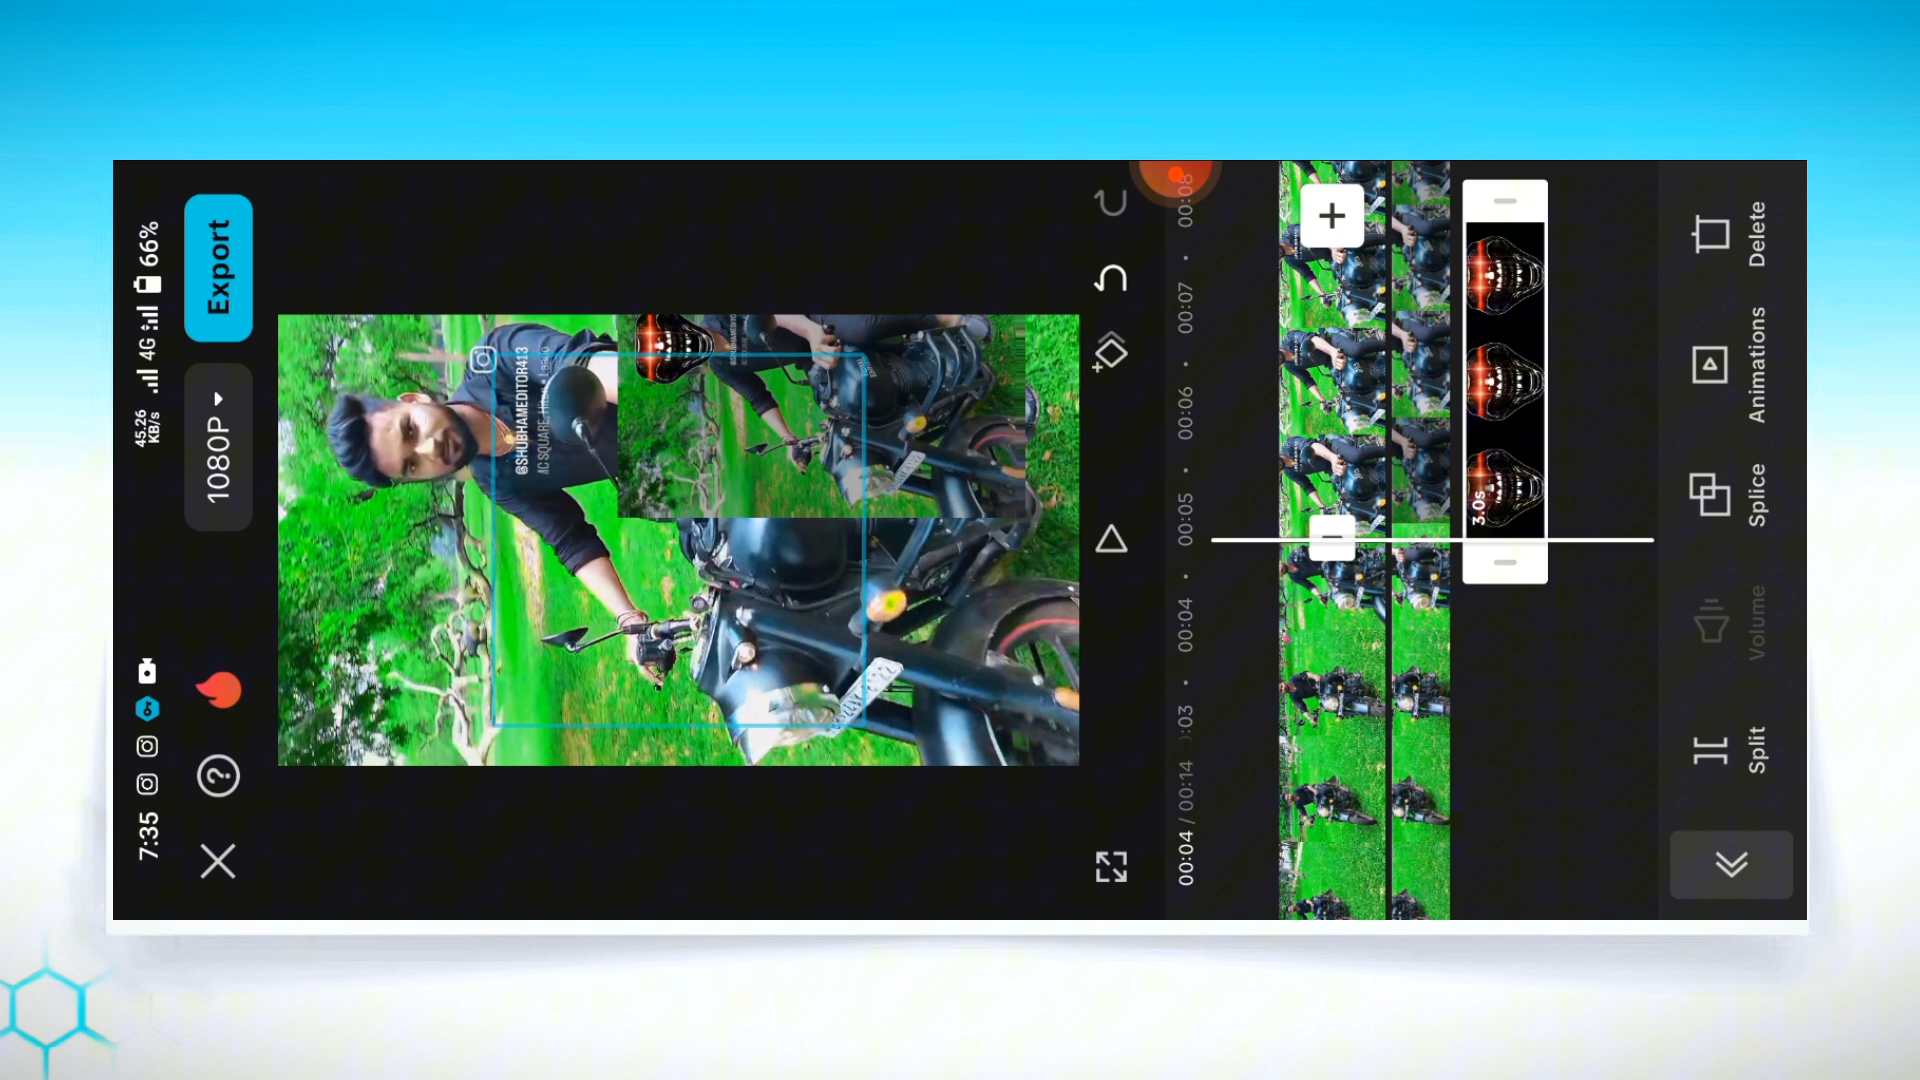 7:35
45.26
KB/s
4G
66%
1080P
Export
@SHUBHAMEDITOR413
00:04 / 00:14
:03
00:04
00:05
00:06
00:07
00:08
3.0s
Split
Volume
Splice
Animations
Delete